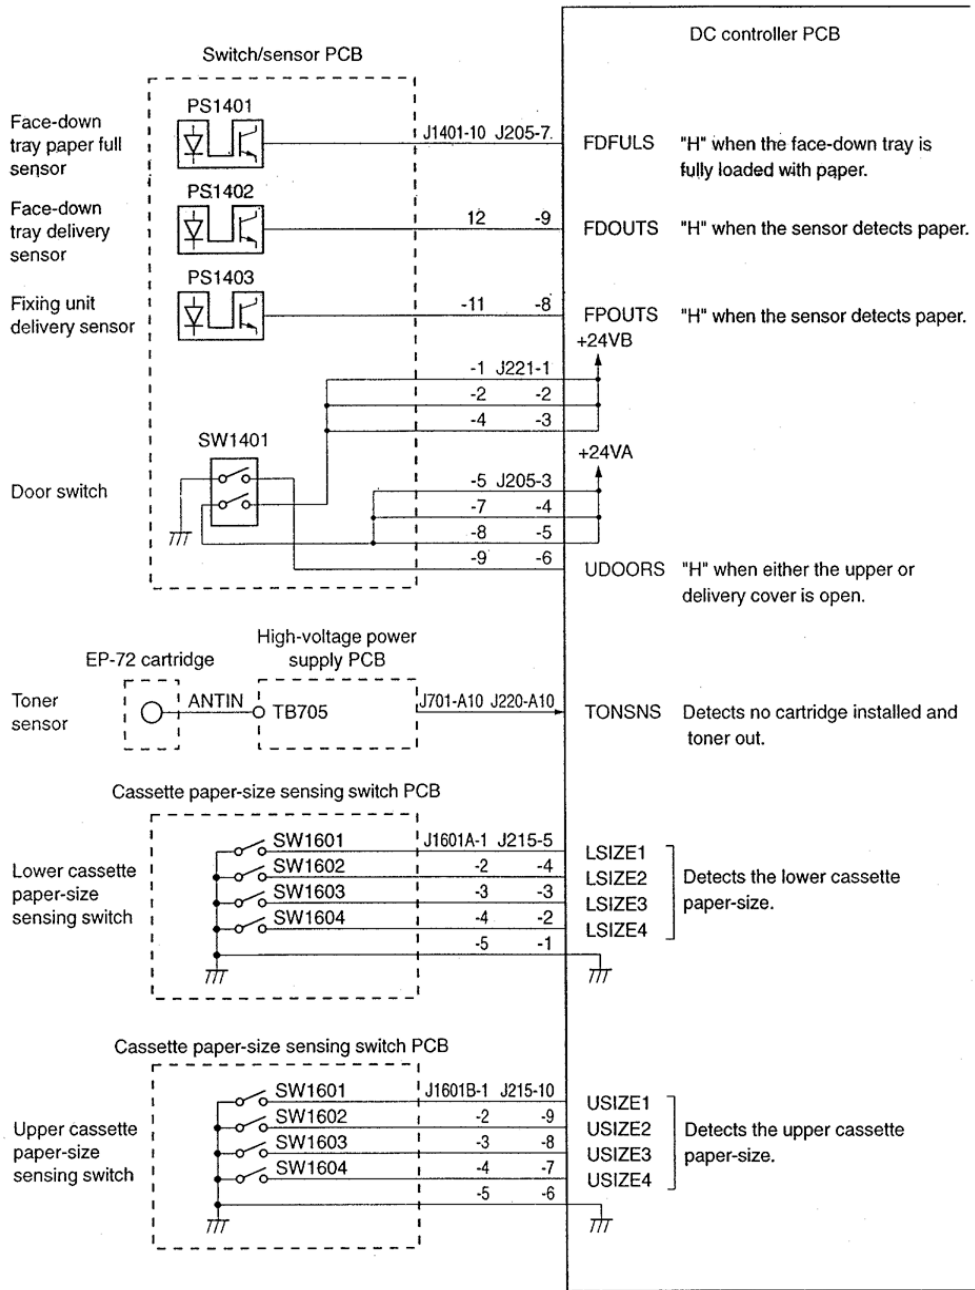 DC controller PCB
Switch/sensor PCB
Face-down
tray paper full
sensor
PS1401
J1401-10 J205-7
FDFULS "H" when the face-down tray is
fully loaded with paper.
Face-down
tray delivery
sensor
PS1402
12 -9
FDOUTS "H" when the sensor detects paper.
Fixing unit
delivery sensor
PS1403
-11 -8
FPOUTS "H" when the sensor detects paper.
+24VB
-1 J221-1
-2 -2
-4 -3
SW1401
+24VA
Door switch
-5 J205-3
-7 -4
-8 -5
-9 -6
UDOORS "H" when either the upper or
delivery cover is open.
High-voltage power
supply PCB
EP-72 cartridge
Toner
sensor
ANTIN
TB705
J701-A10 J220-A10
TONSNS Detects no cartridge installed and
toner out.
Cassette paper-size sensing switch PCB
Lower cassette
paper-size
sensing switch
SW1601 J1601A-1 J215-5 LSIZE1
SW1602 -2 -4 LSIZE2
SW1603 -3 -3 LSIZE3
SW1604 -4 -2 LSIZE4
-5 -1
Detects the lower cassette
paper-size.
Cassette paper-size sensing switch PCB
Upper cassette
paper-size
sensing switch
SW1601 J1601B-1 J215-10 USIZE1
SW1602 -2 -9 USIZE2
SW1603 -3 -8 USIZE3
SW1604 -4 -7 USIZE4
-5 -6
Detects the upper cassette
paper-size.